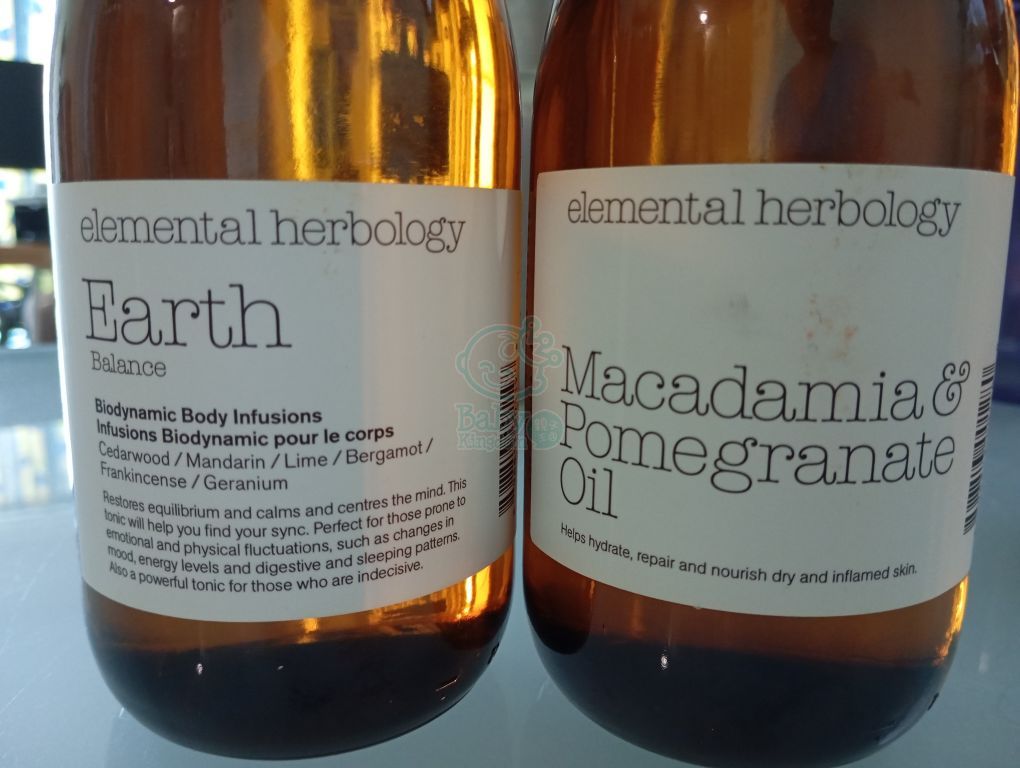 elemental herbology
Earth
Balance
Biodynamic Body Infusions
Infusions Biodynamic pour le corps
Cedarwood / Mandarin / Lime / Bergamot /
Frankincense / Geranium
Restores equilibrium and calms and centres the mind. This
tonic will help you find your sync. Perfect for those prone to
emotional and physical fluctuations, such as changes in
mood, energy levels and digestive and sleeping patterns.
Also a powerful tonic for those who are indecisive.
elemental herbology
Macadamia &
Pomegranate
Oil
Helps hydrate, repair and nourish dry and inflamed skin.
Baby
Kingdom